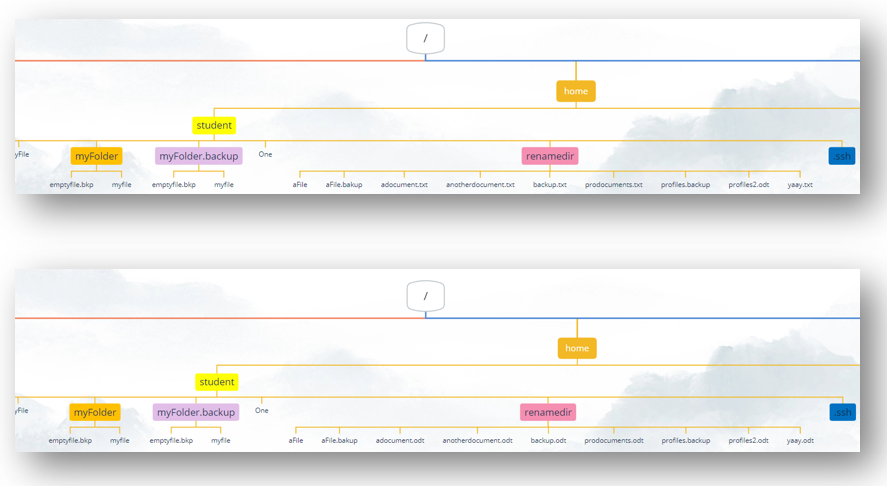 /
home
student
yFile myFolder myFolder.backup One renamedir .ssh
emptyfile.bkp myfile emptyfile.bkp myfile aFile aFile.bakup adocument.txt anotherdocument.txt backup.txt prodocuments.txt profiles.backup profiles2.odt yaay.txt
/
home
student
yFile myFolder myFolder.backup One renamedir .ssh
emptyfile.bkp myfile emptyfile.bkp myfile aFile aFile.bakup adocument.odt anotherdocument.odt backup.odt prodocuments.odt profiles.backup profiles2.odt yaay.odt